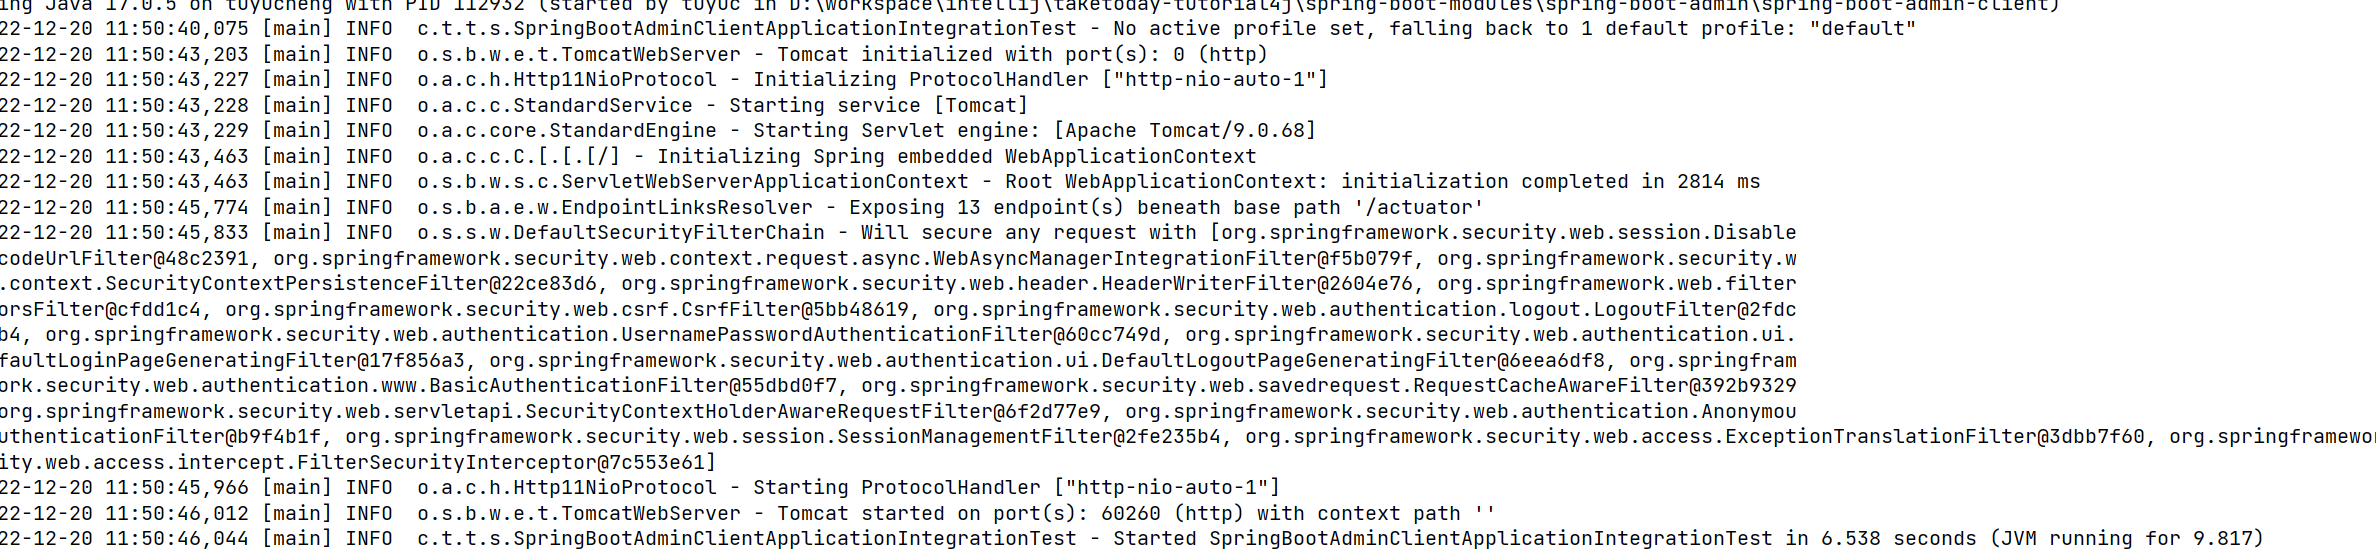 ing Java 17.0.5 on tuyucheng with PID 112932 (started by tuyuc in D:\workspace\intellij\taketoday-tutorial4j\spring-boot-modules\spring-boot-admin\spring-boot-admin-client)
22-12-20 11:50:40,075 [main] INFO  c.t.t.s.SpringBootAdminClientApplicationIntegrationTest - No active profile set, falling back to 1 default profile: "default"
22-12-20 11:50:43,203 [main] INFO  o.s.b.w.e.t.TomcatWebServer - Tomcat initialized with port(s): 0 (http)
22-12-20 11:50:43,227 [main] INFO  o.a.c.h.Http11NioProtocol - Initializing ProtocolHandler ["http-nio-auto-1"]
22-12-20 11:50:43,228 [main] INFO  o.a.c.c.StandardService - Starting service [Tomcat]
22-12-20 11:50:43,229 [main] INFO  o.a.c.core.StandardEngine - Starting Servlet engine: [Apache Tomcat/9.0.68]
22-12-20 11:50:43,463 [main] INFO  o.a.c.c.C.[.[.[/] - Initializing Spring embedded WebApplicationContext
22-12-20 11:50:43,463 [main] INFO  o.s.b.w.s.c.ServletWebServerApplicationContext - Root WebApplicationContext: initialization completed in 2814 ms
22-12-20 11:50:45,774 [main] INFO  o.s.b.a.e.w.EndpointLinksResolver - Exposing 13 endpoint(s) beneath base path '/actuator'
22-12-20 11:50:45,833 [main] INFO  o.s.s.w.DefaultSecurityFilterChain - Will secure any request with [org.springframework.security.web.session.Disable
codeUrlFilter@48c2391, org.springframework.security.web.context.request.async.WebAsyncManagerIntegrationFilter@f5b079f, org.springframework.security.w
.context.SecurityContextPersistenceFilter@22ce83d6, org.springframework.security.web.header.HeaderWriterFilter@2604e76, org.springframework.web.filter
orsFilter@cfdd1c4, org.springframework.security.web.csrf.CsrfFilter@5bb48619, org.springframework.security.web.authentication.logout.LogoutFilter@2fdc
b4, org.springframework.security.web.authentication.UsernamePasswordAuthenticationFilter@60cc749d, org.springframework.security.web.authentication.ui.
faultLoginPageGeneratingFilter@17f856a3, org.springframework.security.web.authentication.ui.DefaultLogoutPageGeneratingFilter@6eea6df8, org.springfram
ork.security.web.authentication.www.BasicAuthenticationFilter@55dbd0f7, org.springframework.security.web.savedrequest.RequestCacheAwareFilter@392b9329
org.springframework.security.web.servletapi.SecurityContextHolderAwareRequestFilter@6f2d77e9, org.springframework.security.web.authentication.Anonymou
uthenticationFilter@b9f4b1f, org.springframework.security.web.session.SessionManagementFilter@2fe235b4, org.springframework.security.web.access.ExceptionTranslationFilter@3dbb7f60, org.springframewor
ity.web.access.intercept.FilterSecurityInterceptor@7c553e61]
22-12-20 11:50:45,966 [main] INFO  o.a.c.h.Http11NioProtocol - Starting ProtocolHandler ["http-nio-auto-1"]
22-12-20 11:50:46,012 [main] INFO  o.s.b.w.e.t.TomcatWebServer - Tomcat started on port(s): 60260 (http) with context path ''
22-12-20 11:50:46,044 [main] INFO  c.t.t.s.SpringBootAdminClientApplicationIntegrationTest - Started SpringBootAdminClientApplicationIntegrationTest in 6.538 seconds (JVM running for 9.817)